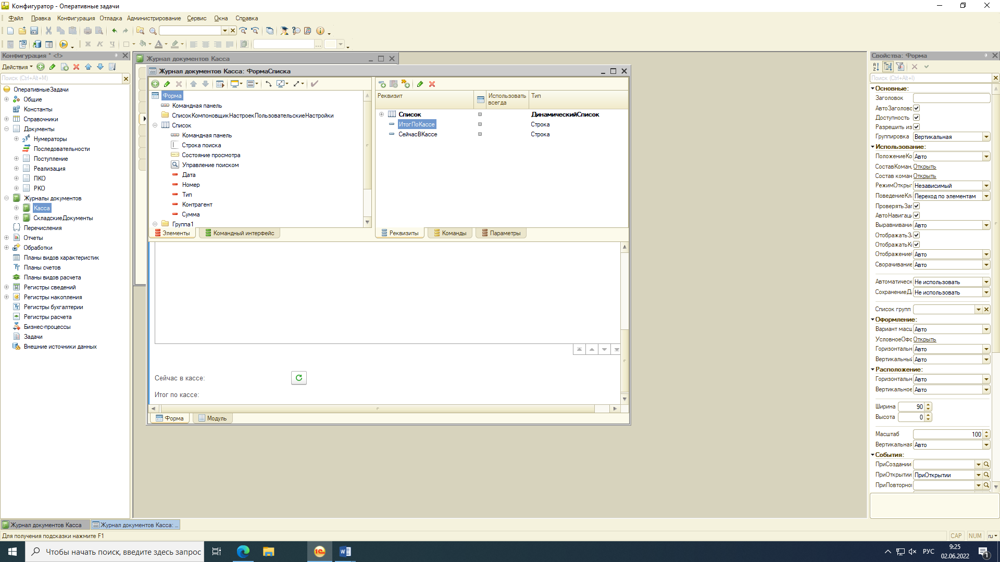 Конфигуратор - Оперативные задачи
Файл Правка Конфигурация Отладка Администрирование Сервис Окна Справка
Ж К Ч
Конфигурация * <!>
Действия
Поиск (Ctrl+Alt+M)
ОперативныеЗадачи
Общие
Константы
Справочники
Документы
Нумераторы
Последовательности
Поступление
Реализация
ПКО
РКО
Журналы документов
Касса
СкладскиеДокументы
Перечисления
Отчеты
Обработки
Планы видов характеристик
Планы счетов
Планы видов расчета
Регистры сведений
Регистры накопления
Регистры бухгалтерии
Регистры расчета
Бизнес-процессы
Задачи
Внешние источники данных
Журнал документов Касса
Журнал документов Касса: ФормаСписка
Форма
Командная панель
СписокКомпоновщикНастроекПользовательскиеНастройки
Список
Командная панель
Строка поиска
Состояние просмотра
Управление поиском
Дата
Номер
Тип
Контрагент
Сумма
Группа1
Элементы Командный интерфейс
Реквизит Использовать всегда Тип
Список ДинамическийСписок
ИтогПоКассе Строка
СейчасВКассе Строка
Реквизиты Команды Параметры
Сейчас в кассе:
Итог по кассе:
Форма Модуль
Свойства: Форма
Поиск (Ctrl+Alt+I)
Основные:
Заголовок
АвтоЗаголово
Доступность
Разрешить из
Группировка Вертикальная
Использование:
ПоложениеКо Авто
СоставКоман, Открыть
Состав коман Открыть
РежимОткрыт Независимый
ПоведениеКл Переход по элементам
ПроверятьЗаг
АвтоНавигаци
Выравнивани Авто
ОтображатьЗ
ОтображатьК
Отображение Авто
Сворачивание Авто
Автоматическ Не использовать
СохранениеД Не использовать
Список групп
Оформление:
Вариант масш Авто
УсловноеОфо Открыть
Горизонтальн Авто
Вертикальный Авто
Расположение:
Горизонтальн Авто
Вертикальное Авто
Ширина 90
Высота 0
Масштаб 100
Вертикальная Авто
События:
ПриСоздании
ПриОткрытии ПриОткрытии
ПриПовторно
Журнал документов Касса Журнал документов Касса: ...
Для получения подсказки нажмите F1
CAP NUM ru
Чтобы начать поиск, введите здесь запрос
РУС
9:25
02.06.2022
1